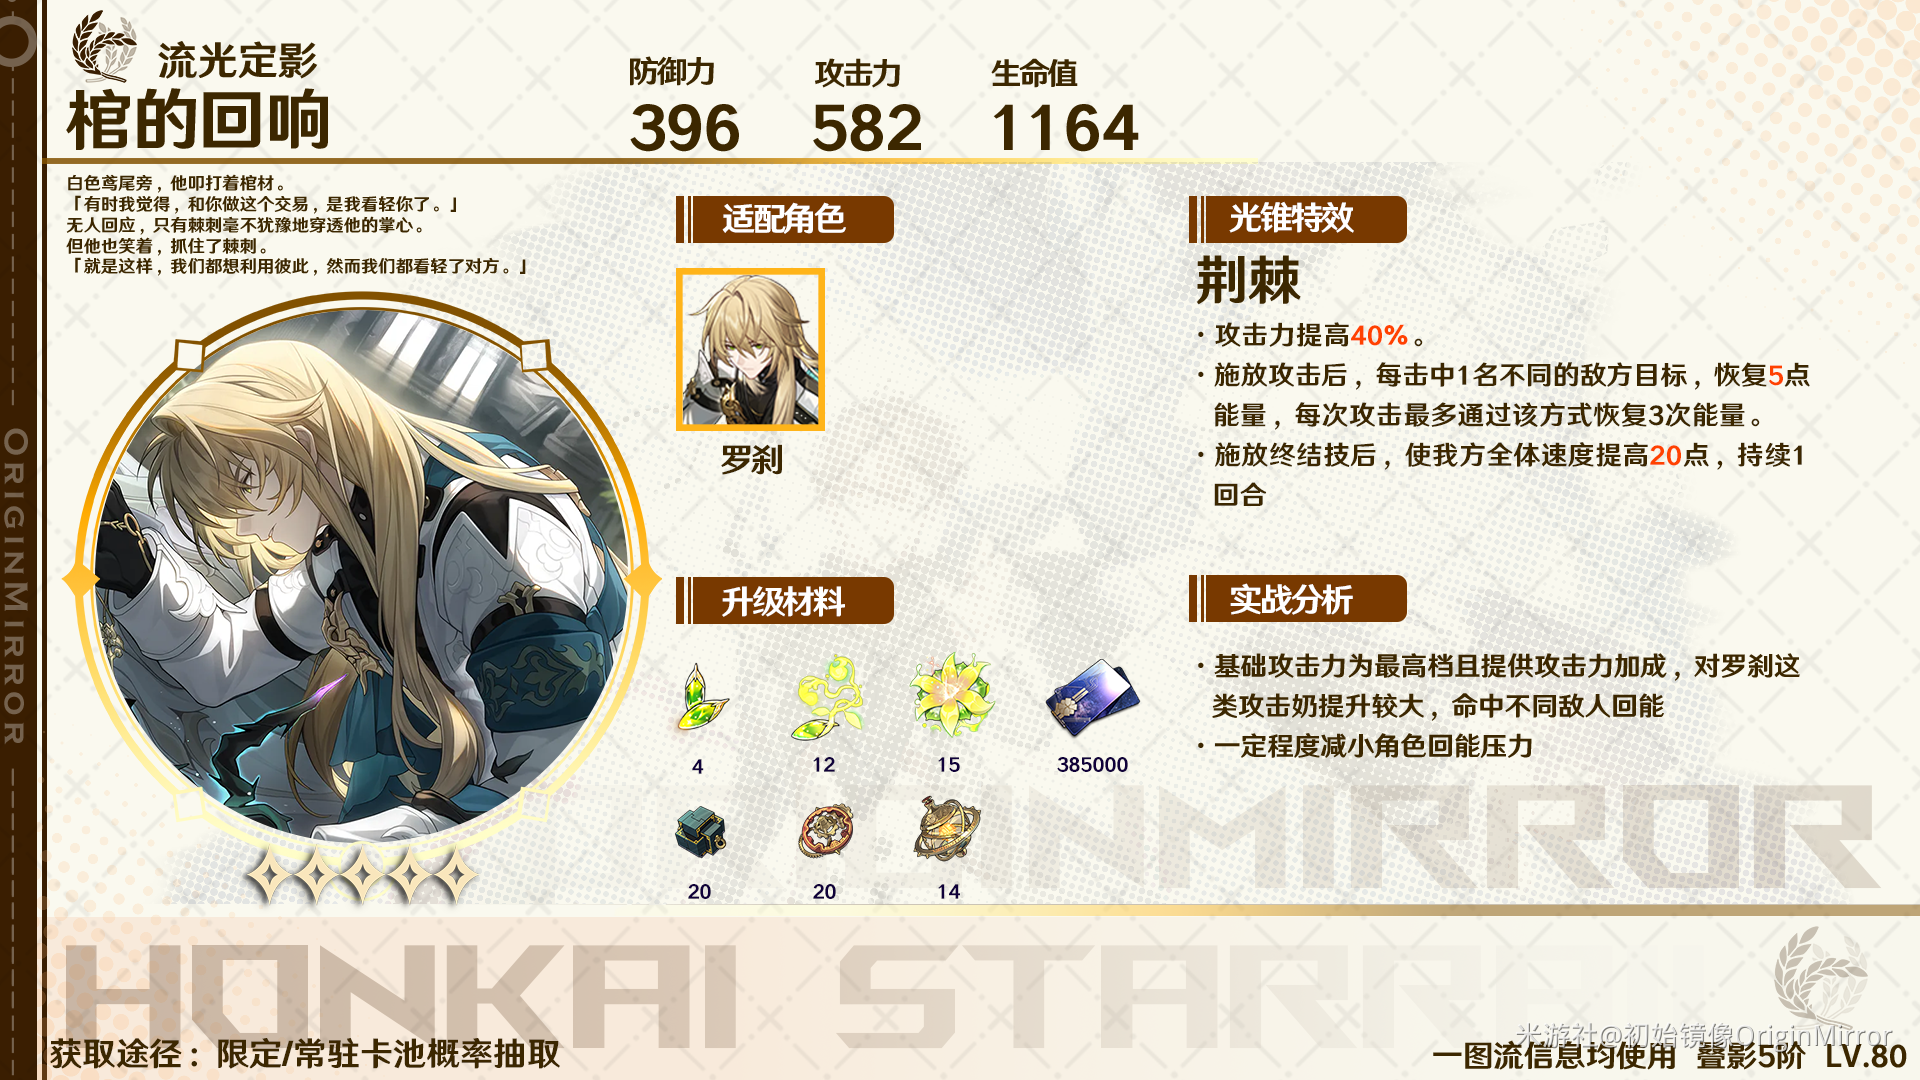 流光定影
棺的回响
防御力
396
攻击力
582
生命值
1164
白色鸢尾旁，他叩打着棺材。
「有时我觉得，和你做这个交易，是我看轻你了。」
无人回应，只有棘刺毫不犹豫地穿透他的掌心。
但他也笑着，抓住了棘刺。
「就是这样，我们都想利用彼此，然而我们都看轻了对方。」
适配角色
罗刹
升级材料
4
12
15
385000
20
20
14
光锥特效
荆棘
· 攻击力提高40%。
· 施放攻击后，每击中1名不同的敌方目标，恢复5点
能量，每次攻击最多通过该方式恢复3次能量。
· 施放终结技后，使我方全体速度提高20点，持续1
回合
实战分析
· 基础攻击力为最高档且提供攻击力加成，对罗刹这
类攻击奶提升较大，命中不同敌人回能
· 一定程度减小角色回能压力
ORIGINMIRROR
HONKAI STARRAIL
获取途径：限定/常驻卡池概率抽取
米游社@初始镜像OriginMirror
一图流信息均使用 叠影5阶 LV.80